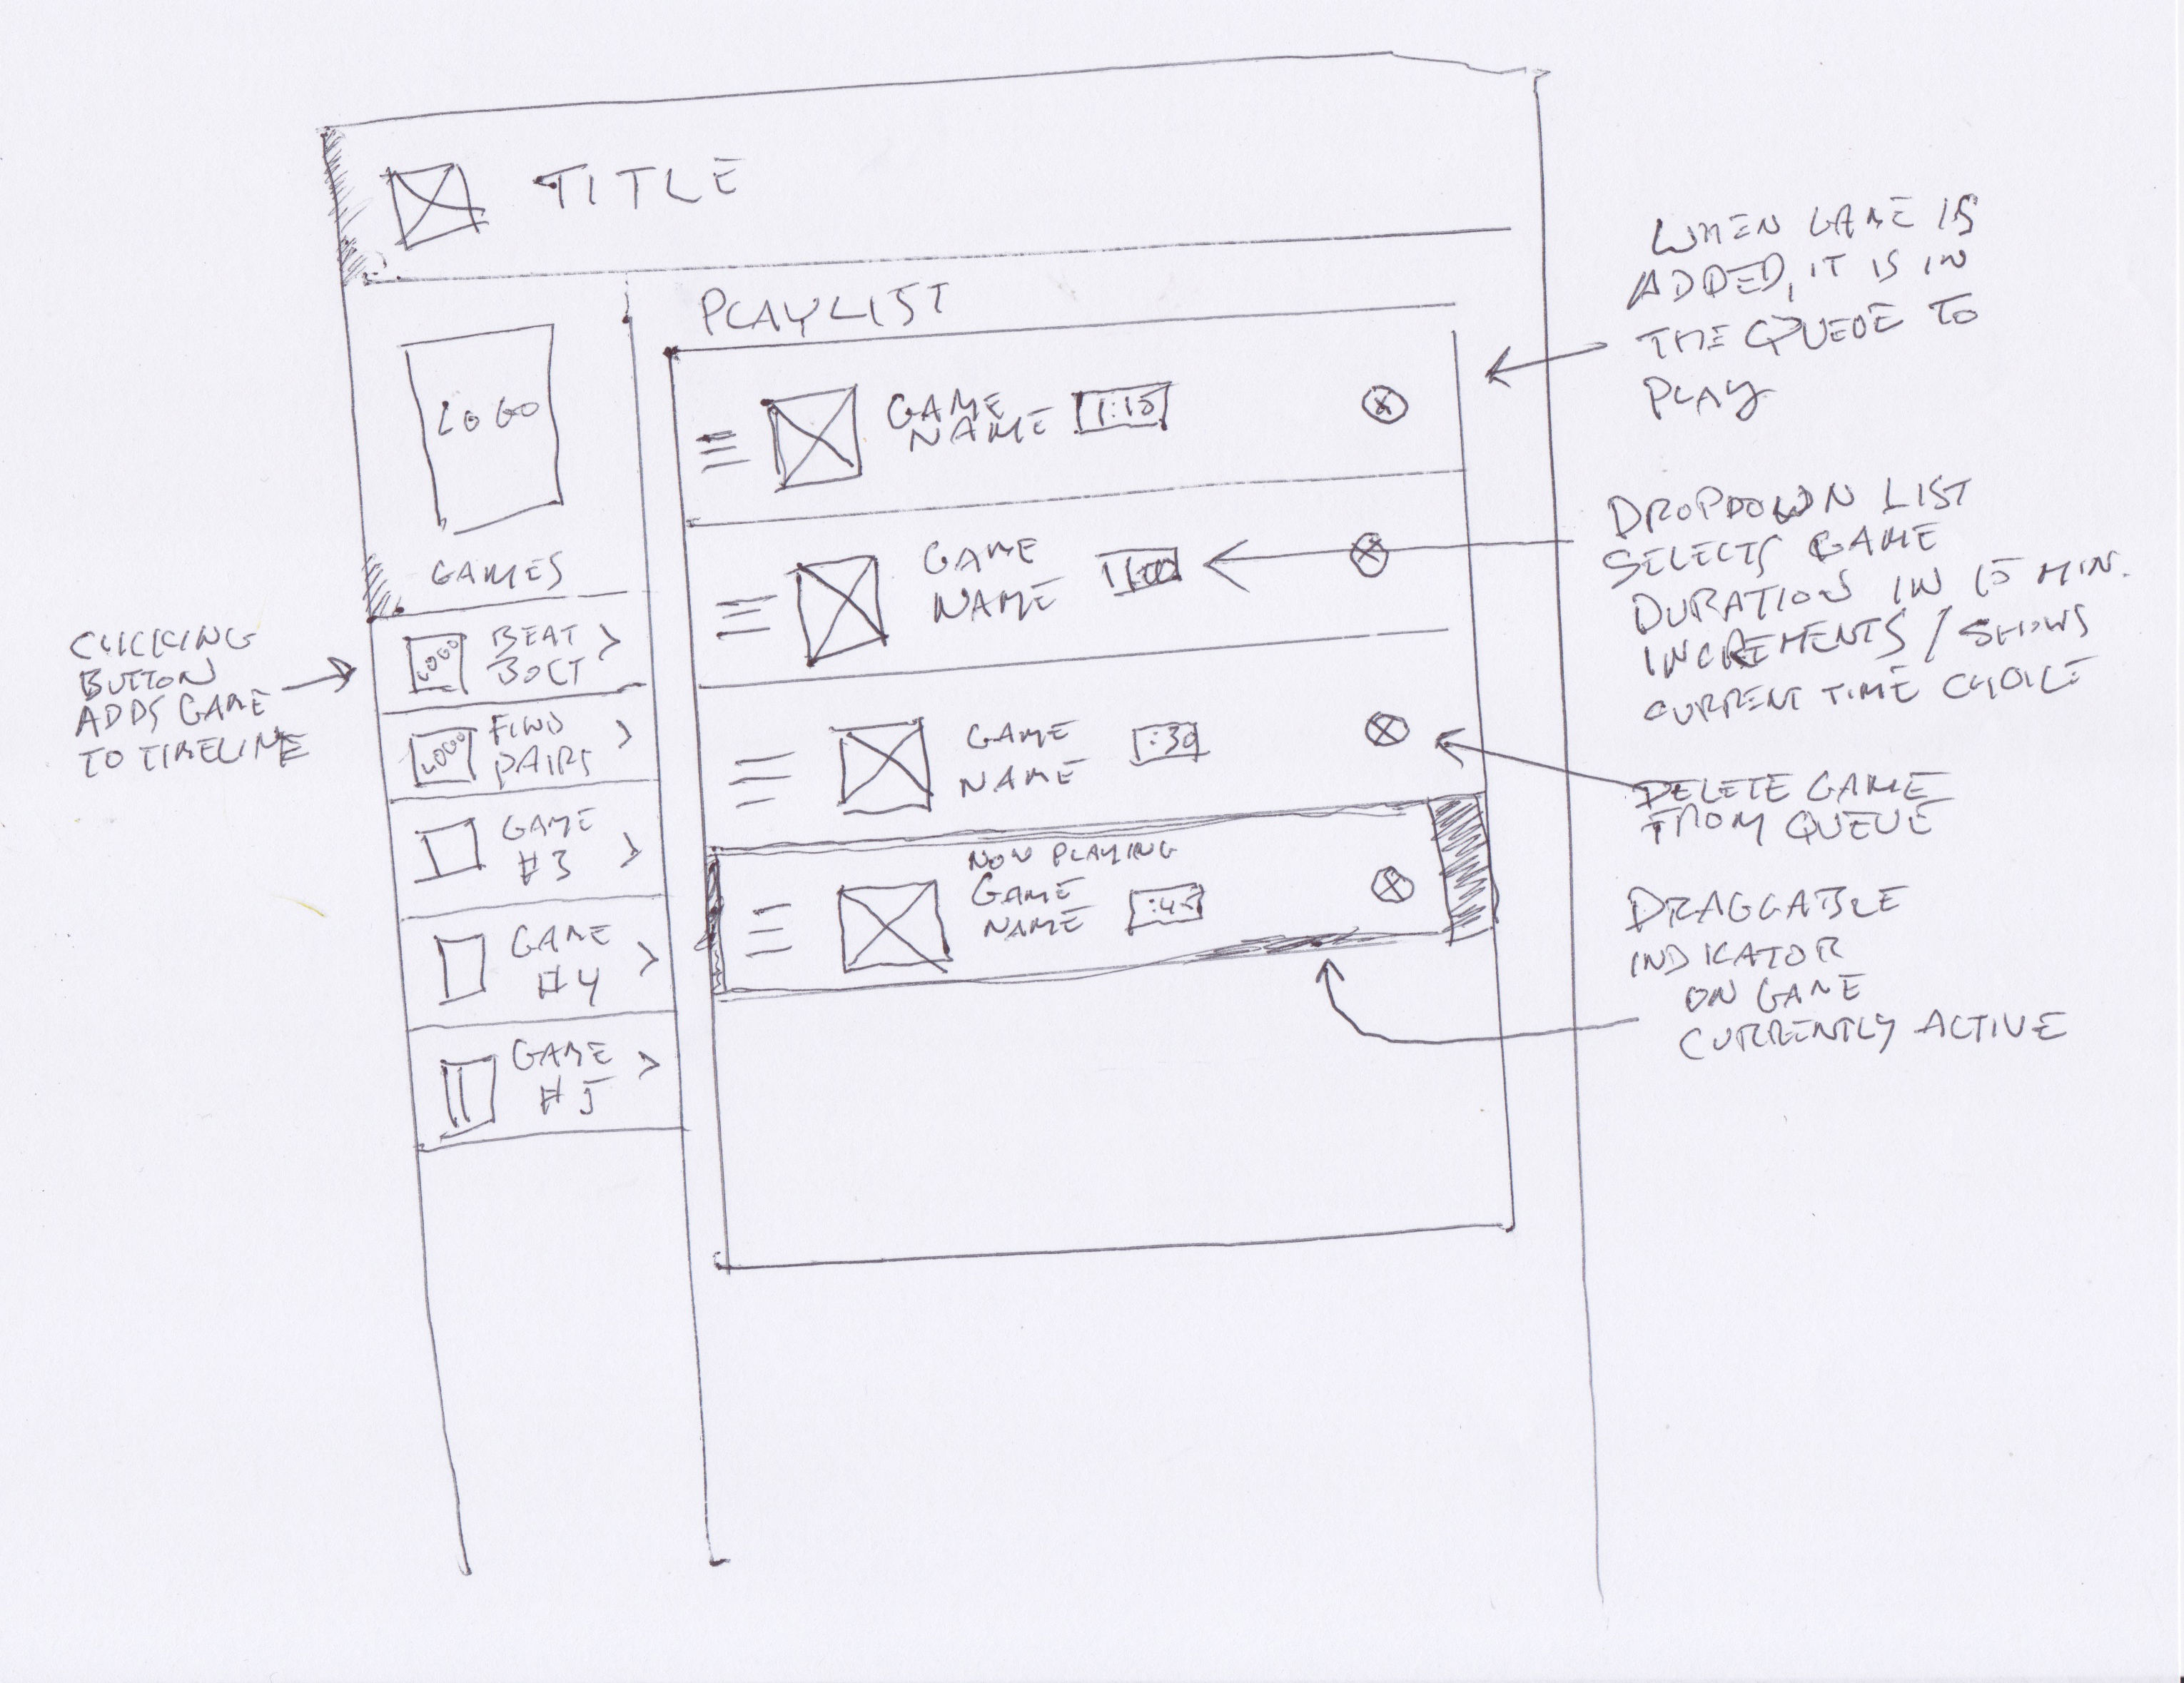 TITLE
PLAYLIST
LOGO
GAMES
BEAT
BOLT
LOGO
FIND
PAIRS
LOGO
GAME
#3
GAME
#4
GAME
#5
GAME
NAME
1:15
GAME
NAME
1:00
GAME
NAME
:30
NOW PLAYING
GAME
NAME
:45
CLICKING
BUTTON
ADDS GAME
TO TIMELINE
WHEN GAME IS
ADDED, IT IS IN
THE QUEUE TO
PLAY
DROPDOWN LIST
SELECTS GAME
DURATION IN 15 MIN.
INCREMENTS / SHOWS
CURRENT TIME CHOICE
DELETE GAME
FROM QUEUE
DRAGGABLE
INDICATOR
ON GAME
CURRENTLY ACTIVE